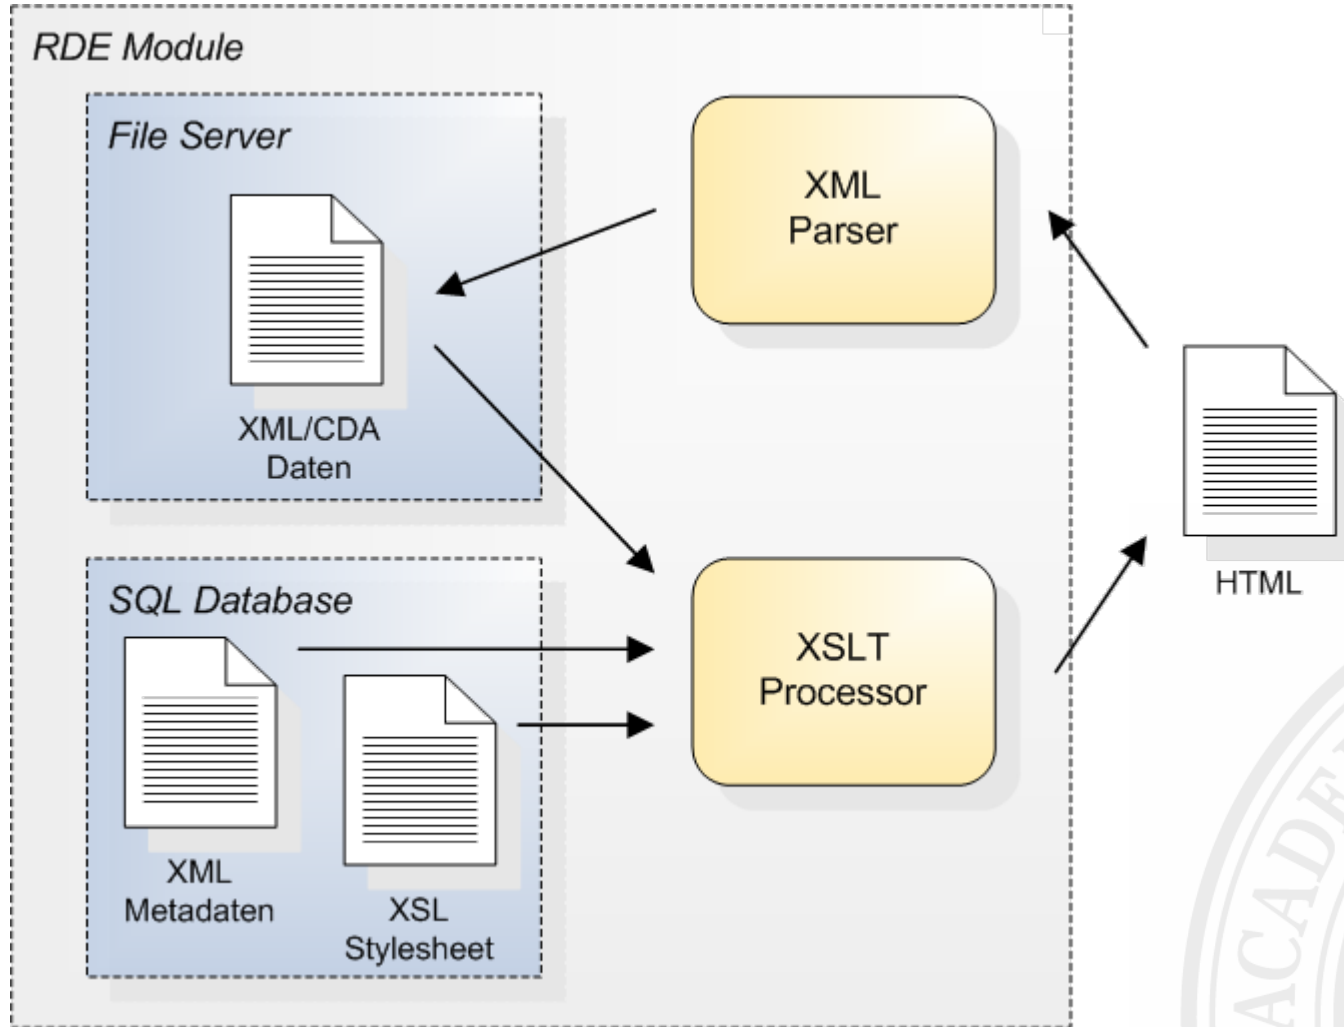 RDE Module
File Server
XML/CDA
Daten
XML
Parser
HTML
SQL Database
XML
Metadaten
XSL
Stylesheet
XSLT
Processor